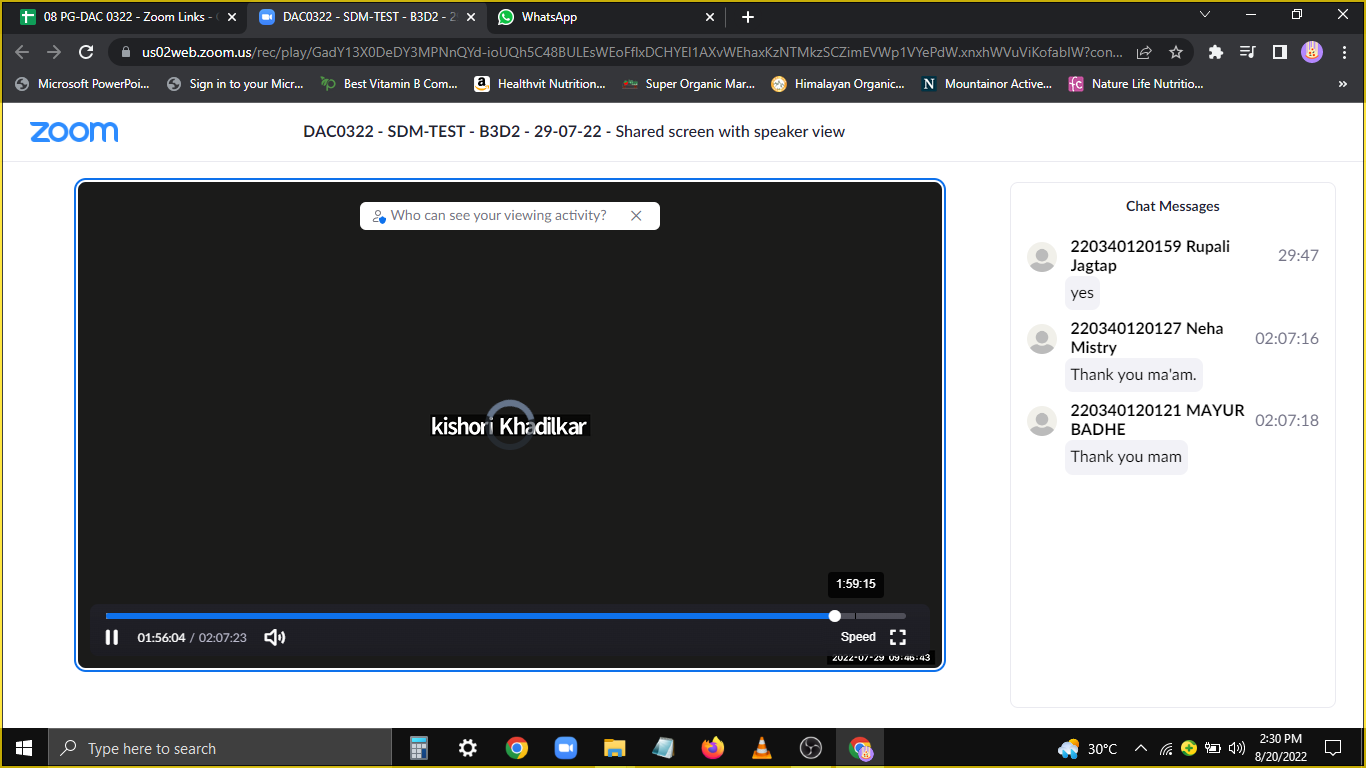 08 PG-DAC 0322 - Zoom Links -
DAC0322 - SDM-TEST - B3D2 - 2
WhatsApp
us02web.zoom.us/rec/play/GadY13X0DeDY3MPNnQYd-ioUQh5C48BULEsWEoFflxDCHYEl1AXvWEhaxKzNTMkzSCZimEVWp1VYePdW.xnxhWVuViKofabIW?con...
Microsoft PowerPoi...
Sign in to your Micr...
Best Vitamin B Com...
Healthvit Nutrition...
Super Organic Mar...
Himalayan Organic...
Mountainor Active...
Nature Life Nutritio...
zoom
DAC0322 - SDM-TEST - B3D2 - 29-07-22 - Shared screen with speaker view
Who can see your viewing activity?
kishori Khadilkar
1:59:15
01:56:04 / 02:07:23
Speed
2022-07-29 09:46:43
Chat Messages
220340120159 Rupali Jagtap
29:47
yes
220340120127 Neha Mistry
02:07:16
Thank you ma'am.
220340120121 MAYUR BADHE
02:07:18
Thank you mam
Type here to search
30°C
2:30 PM
8/20/2022